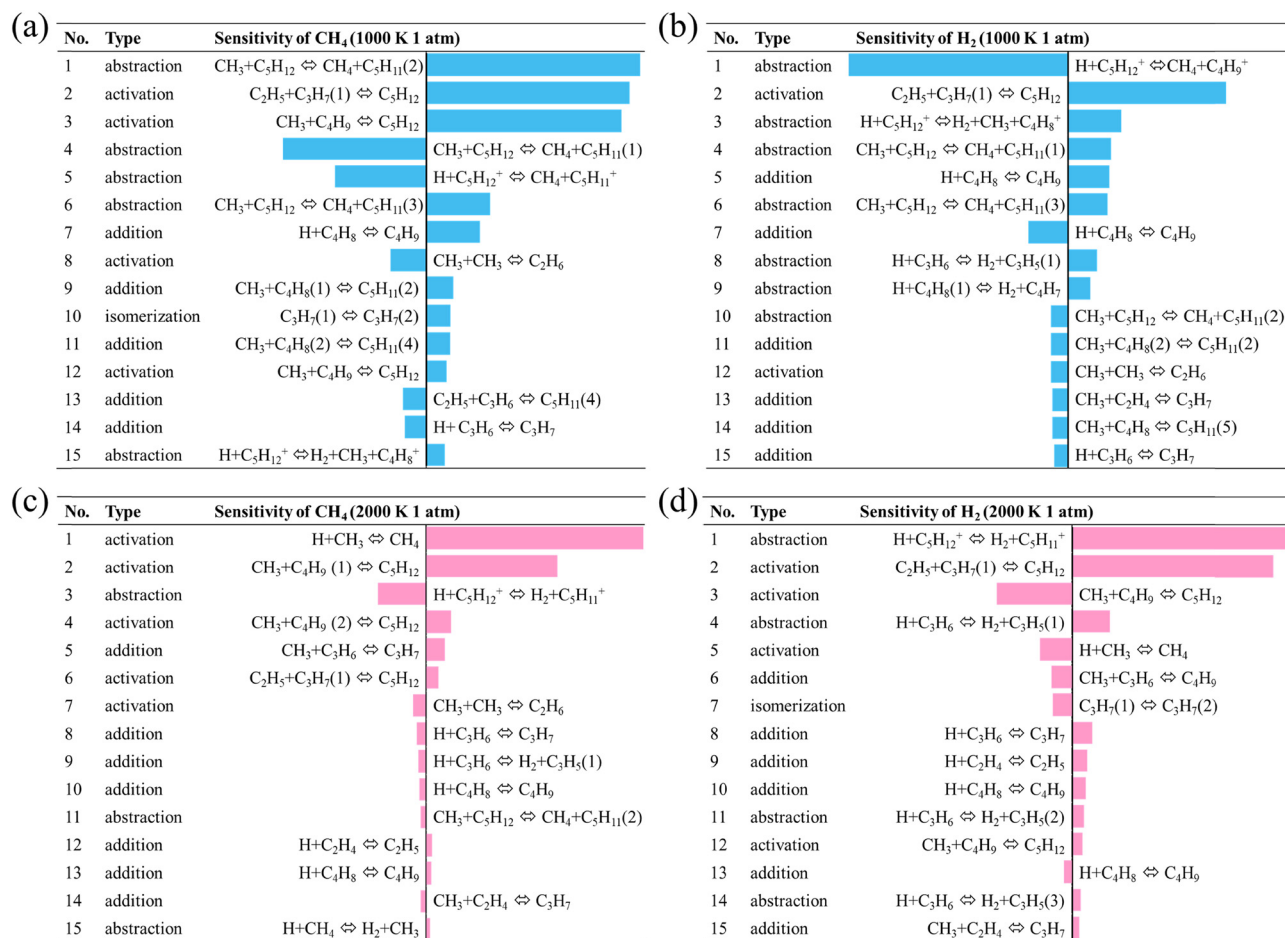 (a)
No. Type Sensitivity of CH₄ (1000 K 1 atm)
1 abstraction CH₃+C₅H₁₂ ⇔ CH₄+C₅H₁₁(2)
2 activation C₂H₅+C₃H₇(1) ⇔ C₅H₁₂
3 activation CH₃+C₄H₉ ⇔ C₅H₁₂
4 abstraction CH₃+C₅H₁₂ ⇔ CH₄+C₅H₁₁(1)
5 abstraction H+C₅H₁₂⁺ ⇔ CH₄+C₅H₁₁⁺
6 abstraction CH₃+C₅H₁₂ ⇔ CH₄+C₅H₁₁(3)
7 addition H+C₄H₈ ⇔ C₄H₉
8 activation CH₃+CH₃ ⇔ C₂H₆
9 addition CH₃+C₄H₈(1) ⇔ C₅H₁₁(2)
10 isomerization C₃H₇(1) ⇔ C₃H₇(2)
11 addition CH₃+C₄H₈(2) ⇔ C₅H₁₁(4)
12 activation CH₃+C₄H₉ ⇔ C₅H₁₂
13 addition C₂H₅+C₃H₆ ⇔ C₅H₁₁(4)
14 addition H+C₃H₆ ⇔ C₃H₇
15 abstraction H+C₅H₁₂⁺ ⇔H₂+CH₃+C₄H₈⁺
(b)
No. Type Sensitivity of H₂ (1000 K 1 atm)
1 abstraction H+C₅H₁₂⁺ ⇔CH₄+C₄H₉⁺
2 activation C₂H₅+C₃H₇(1) ⇔ C₅H₁₂
3 abstraction H+C₅H₁₂⁺ ⇔H₂+CH₃+C₄H₈⁺
4 abstraction CH₃+C₅H₁₂ ⇔ CH₄+C₅H₁₁(1)
5 addition H+C₄H₈ ⇔ C₄H₉
6 abstraction CH₃+C₅H₁₂ ⇔ CH₄+C₅H₁₁(3)
7 addition H+C₄H₈ ⇔ C₄H₉
8 abstraction H+C₃H₆ ⇔ H₂+C₃H₅(1)
9 abstraction H+C₄H₈(1) ⇔ H₂+C₄H₇
10 abstraction CH₃+C₅H₁₂ ⇔ CH₄+C₅H₁₁(2)
11 addition CH₃+C₄H₈(2) ⇔ C₅H₁₁(2)
12 activation CH₃+CH₃ ⇔ C₂H₆
13 addition CH₃+C₂H₄ ⇔ C₃H₇
14 addition CH₃+C₄H₈ ⇔ C₅H₁₁(5)
15 addition H+C₃H₆ ⇔ C₃H₇
(c)
No. Type Sensitivity of CH₄ (2000 K 1 atm)
1 activation H+CH₃ ⇔ CH₄
2 activation CH₃+C₄H₉ (1) ⇔ C₅H₁₂
3 abstraction H+C₅H₁₂⁺ ⇔ H₂+C₅H₁₁⁺
4 activation CH₃+C₄H₉ (2) ⇔ C₅H₁₂
5 addition CH₃+C₃H₆ ⇔ C₃H₇
6 activation C₂H₅+C₃H₇(1) ⇔ C₅H₁₂
7 activation CH₃+CH₃ ⇔ C₂H₆
8 addition H+C₃H₆ ⇔ C₃H₇
9 addition H+C₃H₆ ⇔ H₂+C₃H₅(1)
10 addition H+C₄H₈ ⇔ C₄H₉
11 abstraction CH₃+C₅H₁₂ ⇔ CH₄+C₅H₁₁(2)
12 addition H+C₂H₄ ⇔ C₂H₅
13 addition H+C₄H₈ ⇔ C₄H₉
14 addition CH₃+C₂H₄ ⇔ C₃H₇
15 abstraction H+CH₄ ⇔ H₂+CH₃
(d)
No. Type Sensitivity of H₂ (2000 K 1 atm)
1 abstraction H+C₅H₁₂⁺ ⇔ H₂+C₅H₁₁⁺
2 activation C₂H₅+C₃H₇(1) ⇔ C₅H₁₂
3 activation CH₃+C₄H₉ ⇔ C₅H₁₂
4 abstraction H+C₃H₆ ⇔ H₂+C₃H₅(1)
5 activation H+CH₃ ⇔ CH₄
6 addition CH₃+C₃H₆ ⇔ C₄H₉
7 isomerization C₃H₇(1) ⇔ C₃H₇(2)
8 addition H+C₃H₆ ⇔ C₃H₇
9 addition H+C₂H₄ ⇔ C₂H₅
10 addition H+C₄H₈ ⇔ C₄H₉
11 abstraction H+C₃H₆ ⇔ H₂+C₃H₅(2)
12 activation CH₃+C₄H₉ ⇔ C₅H₁₂
13 addition H+C₄H₈ ⇔ C₄H₉
14 abstraction H+C₃H₆ ⇔ H₂+C₃H₅(3)
15 addition CH₃+C₂H₄ ⇔ C₃H₇